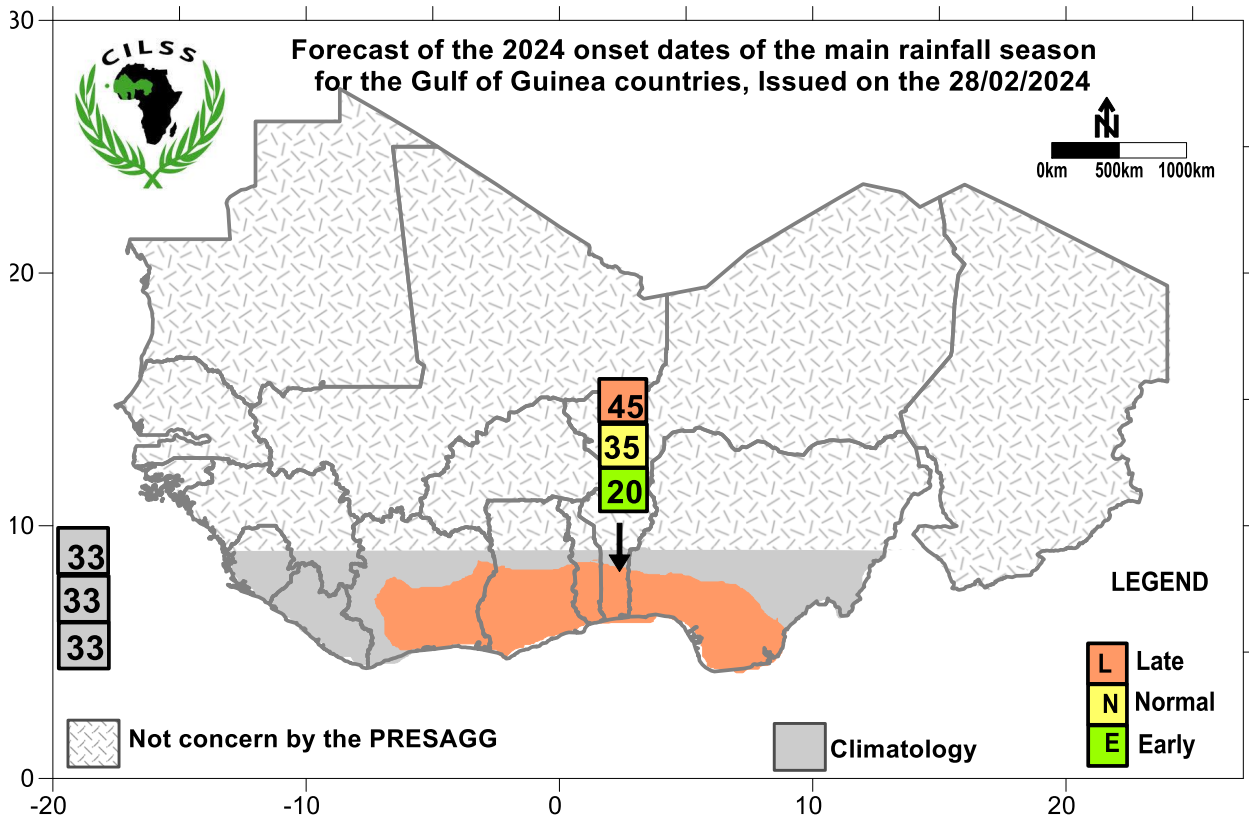 30
CILSS
Forecast of the 2024 onset dates of the main rainfall season
for the Gulf of Guinea countries, Issued on the 28/02/2024
N
0km 500km 1000km
20
45
35
20
10
33
33
33
LEGEND
L Late
N Normal
E Early
Not concern by the PRESAGG
Climatology
0
-20 -10 0 10 20